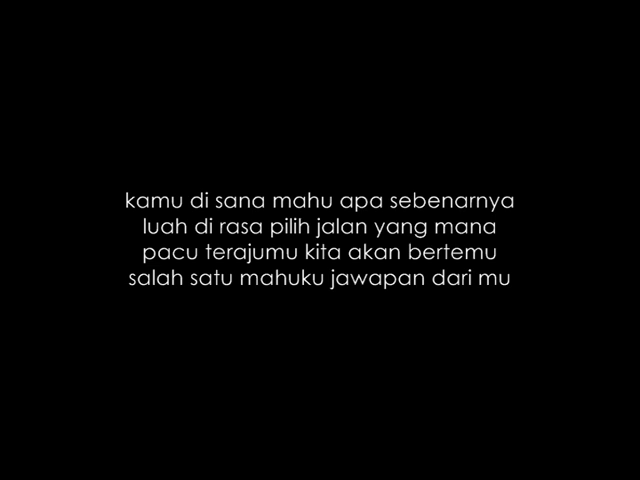 kamu di sana mahu apa sebenarnya
luah di rasa pilih jalan yang mana
pacu terajumu kita akan bertemu
salah satu mahuku jawapan dari mu